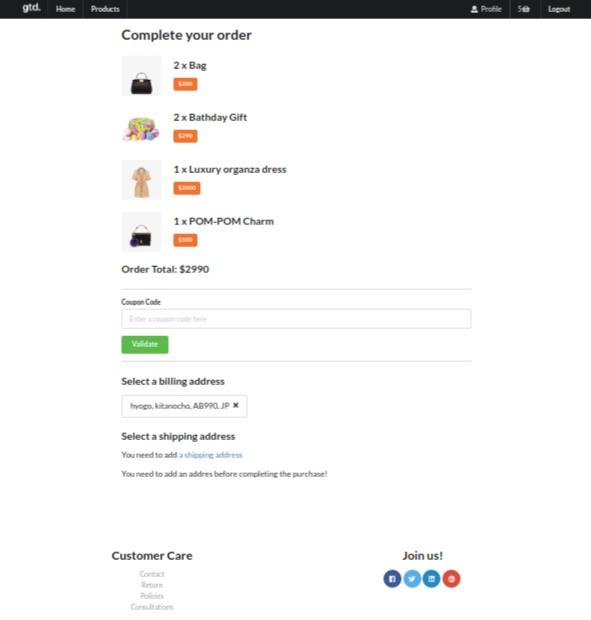 gtd. Home Products Profile 5 Logout
Complete your order
2 x Bag
$200
2 x Bathday Gift
$290
1 x Luxury organza dress
$2000
1 x POM-POM Charm
$500
Order Total: $2990
Coupon Code
Enter a coupon code here
Validate
Select a billing address
hyogo, kitanocho, AB990, JP ✖
Select a shipping address
You need to add a shipping address
You need to add an addres before completing the purchase!
Customer Care
Join us!
Contact
Return
Policies
Consultations